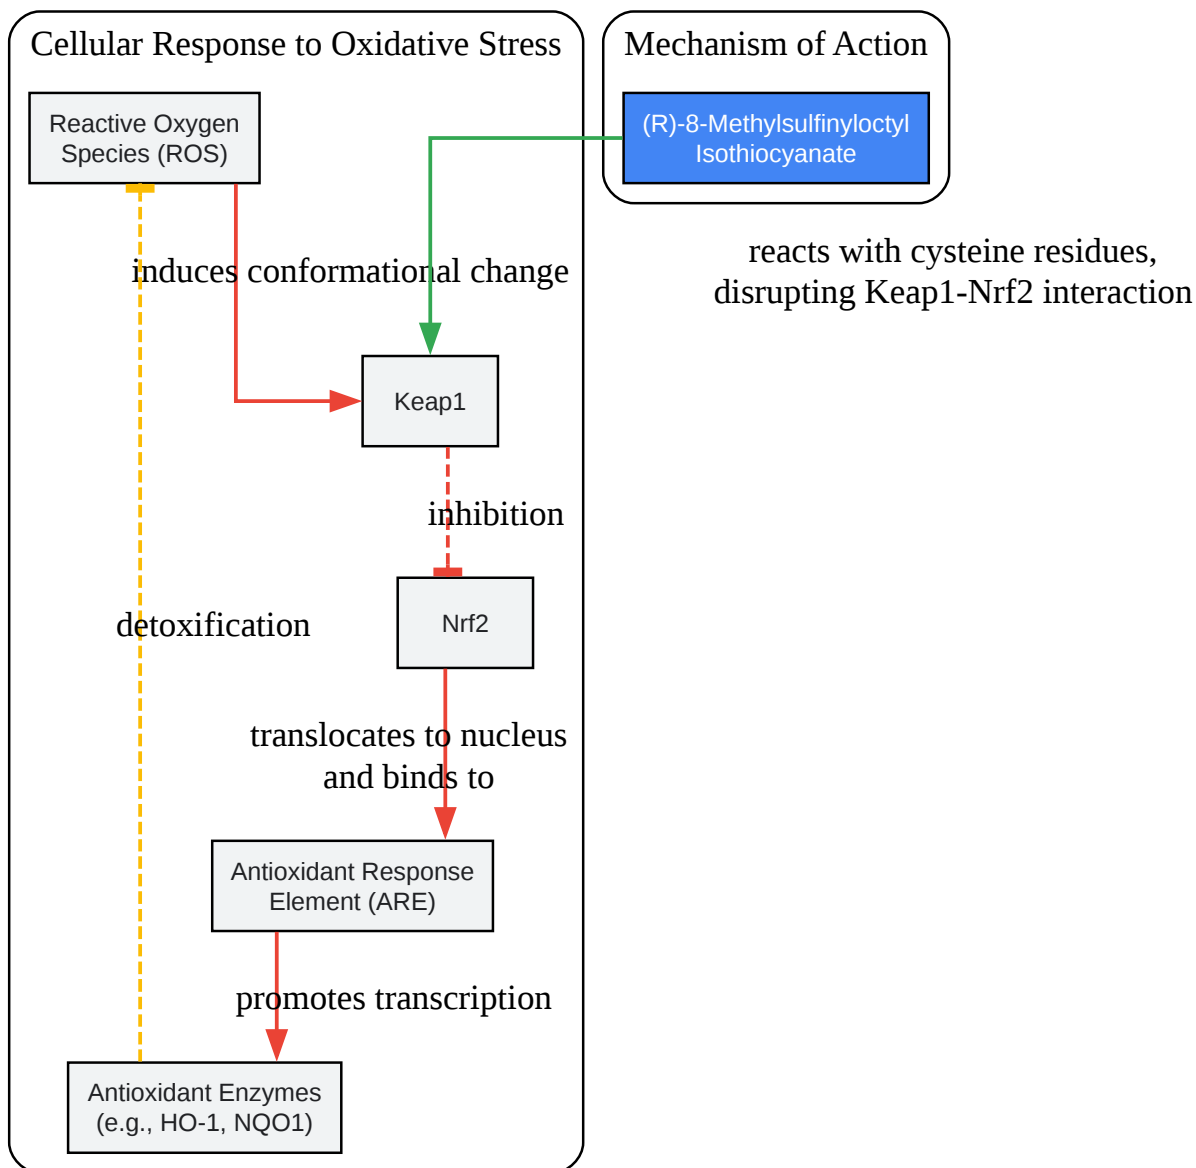 Cellular Response to Oxidative Stress
Mechanism of Action
Reactive Oxygen
Species (ROS)
(R)-8-Methylsulfinyloctyl
Isothiocyanate
induces conformational change
reacts with cysteine residues,
disrupting Keap1-Nrf2 interaction
Keap1
inhibition
Nrf2
detoxification
translocates to nucleus
and binds to
Antioxidant Response
Element (ARE)
promotes transcription
Antioxidant Enzymes
(e.g., HO-1, NQO1)